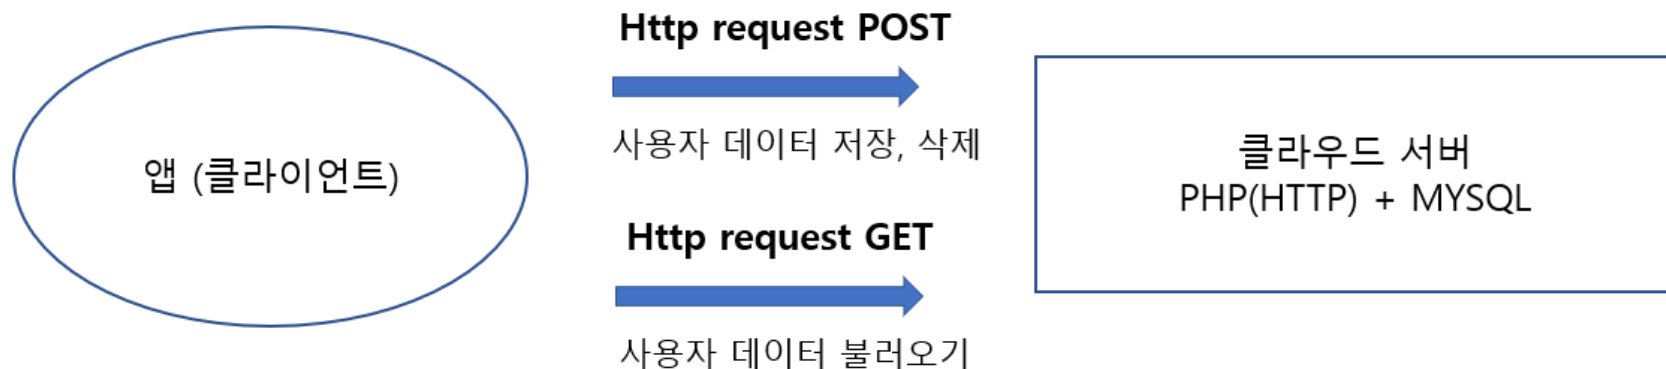 Http request POST
사용자 데이터 저장, 삭제
앱 (클라이언트)
클라우드 서버
PHP(HTTP) + MYSQL
Http request GET
사용자 데이터 불러오기